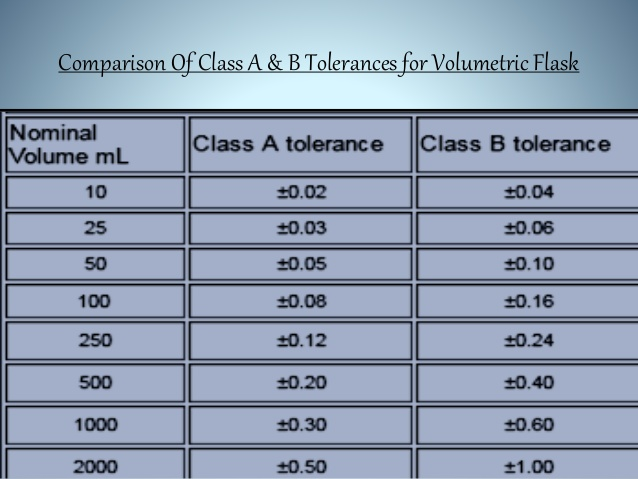 Comparison Of Class A & B Tolerances for Volumetric Flask
Nominal Volume mL Class A tolerance Class B tolerance
10 ±0.02 ±0.04
25 ±0.03 ±0.06
50 ±0.05 ±0.10
100 ±0.08 ±0.16
250 ±0.12 ±0.24
500 ±0.20 ±0.40
1000 ±0.30 ±0.60
2000 ±0.50 ±1.00